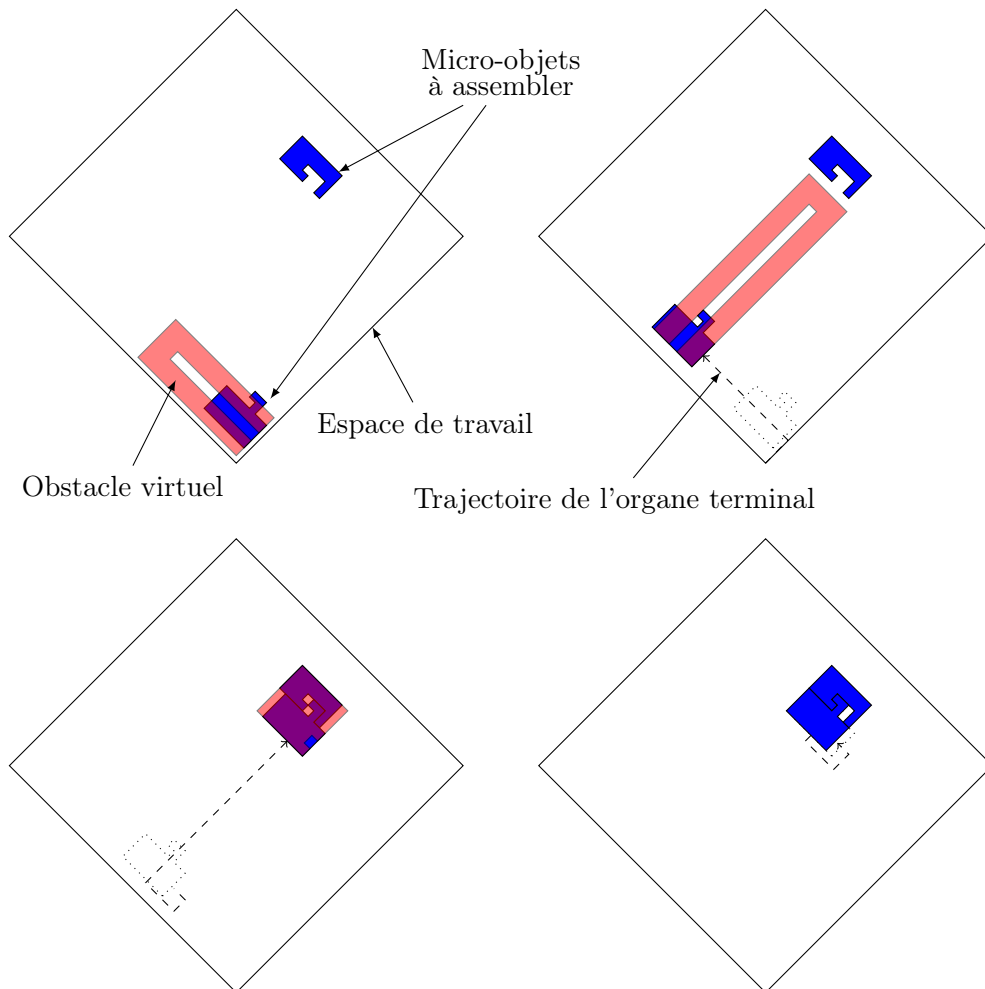 Micro-objets
à assembler
Espace de travail
Obstacle virtuel
Trajectoire de l'organe terminal